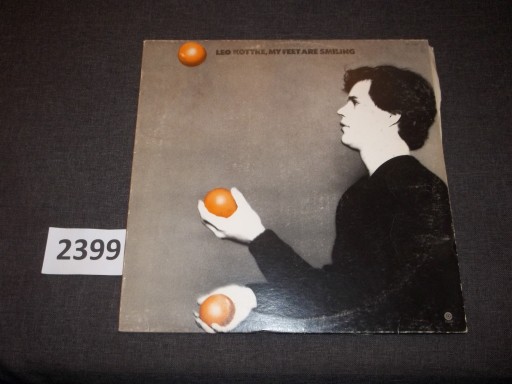 LEO KOTTKE, MY FEET ARE SMILING
2399